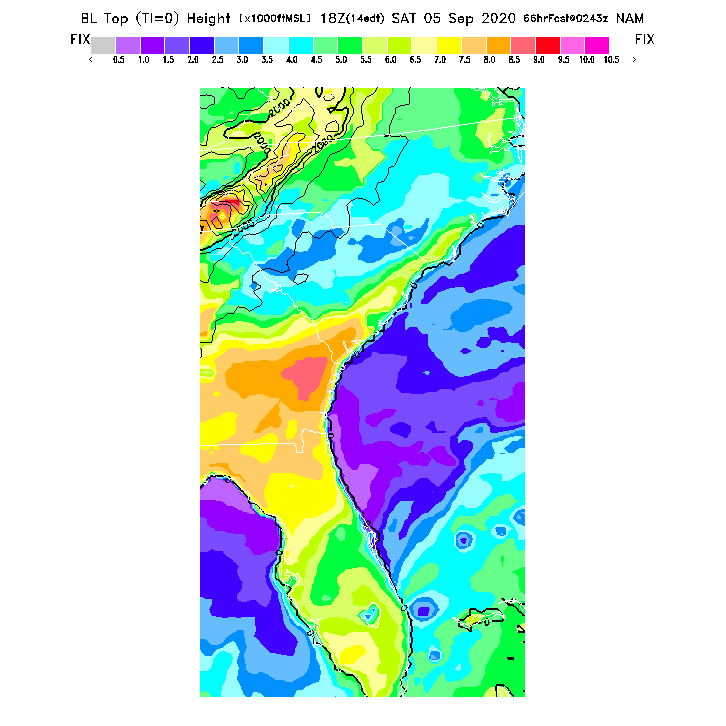 BL Top (TI=0) Height [x1000ftMSL] 18Z(14edt) SAT 05 Sep 2020 66hrFcst@0243z NAM
FIX FIX
< 0.5 1.0 1.5 2.0 2.5 3.0 3.5 4.0 4.5 5.0 5.5 6.0 6.5 7.0 7.5 8.0 8.5 9.0 9.5 10.0 10.5 >
2000
2000
2000